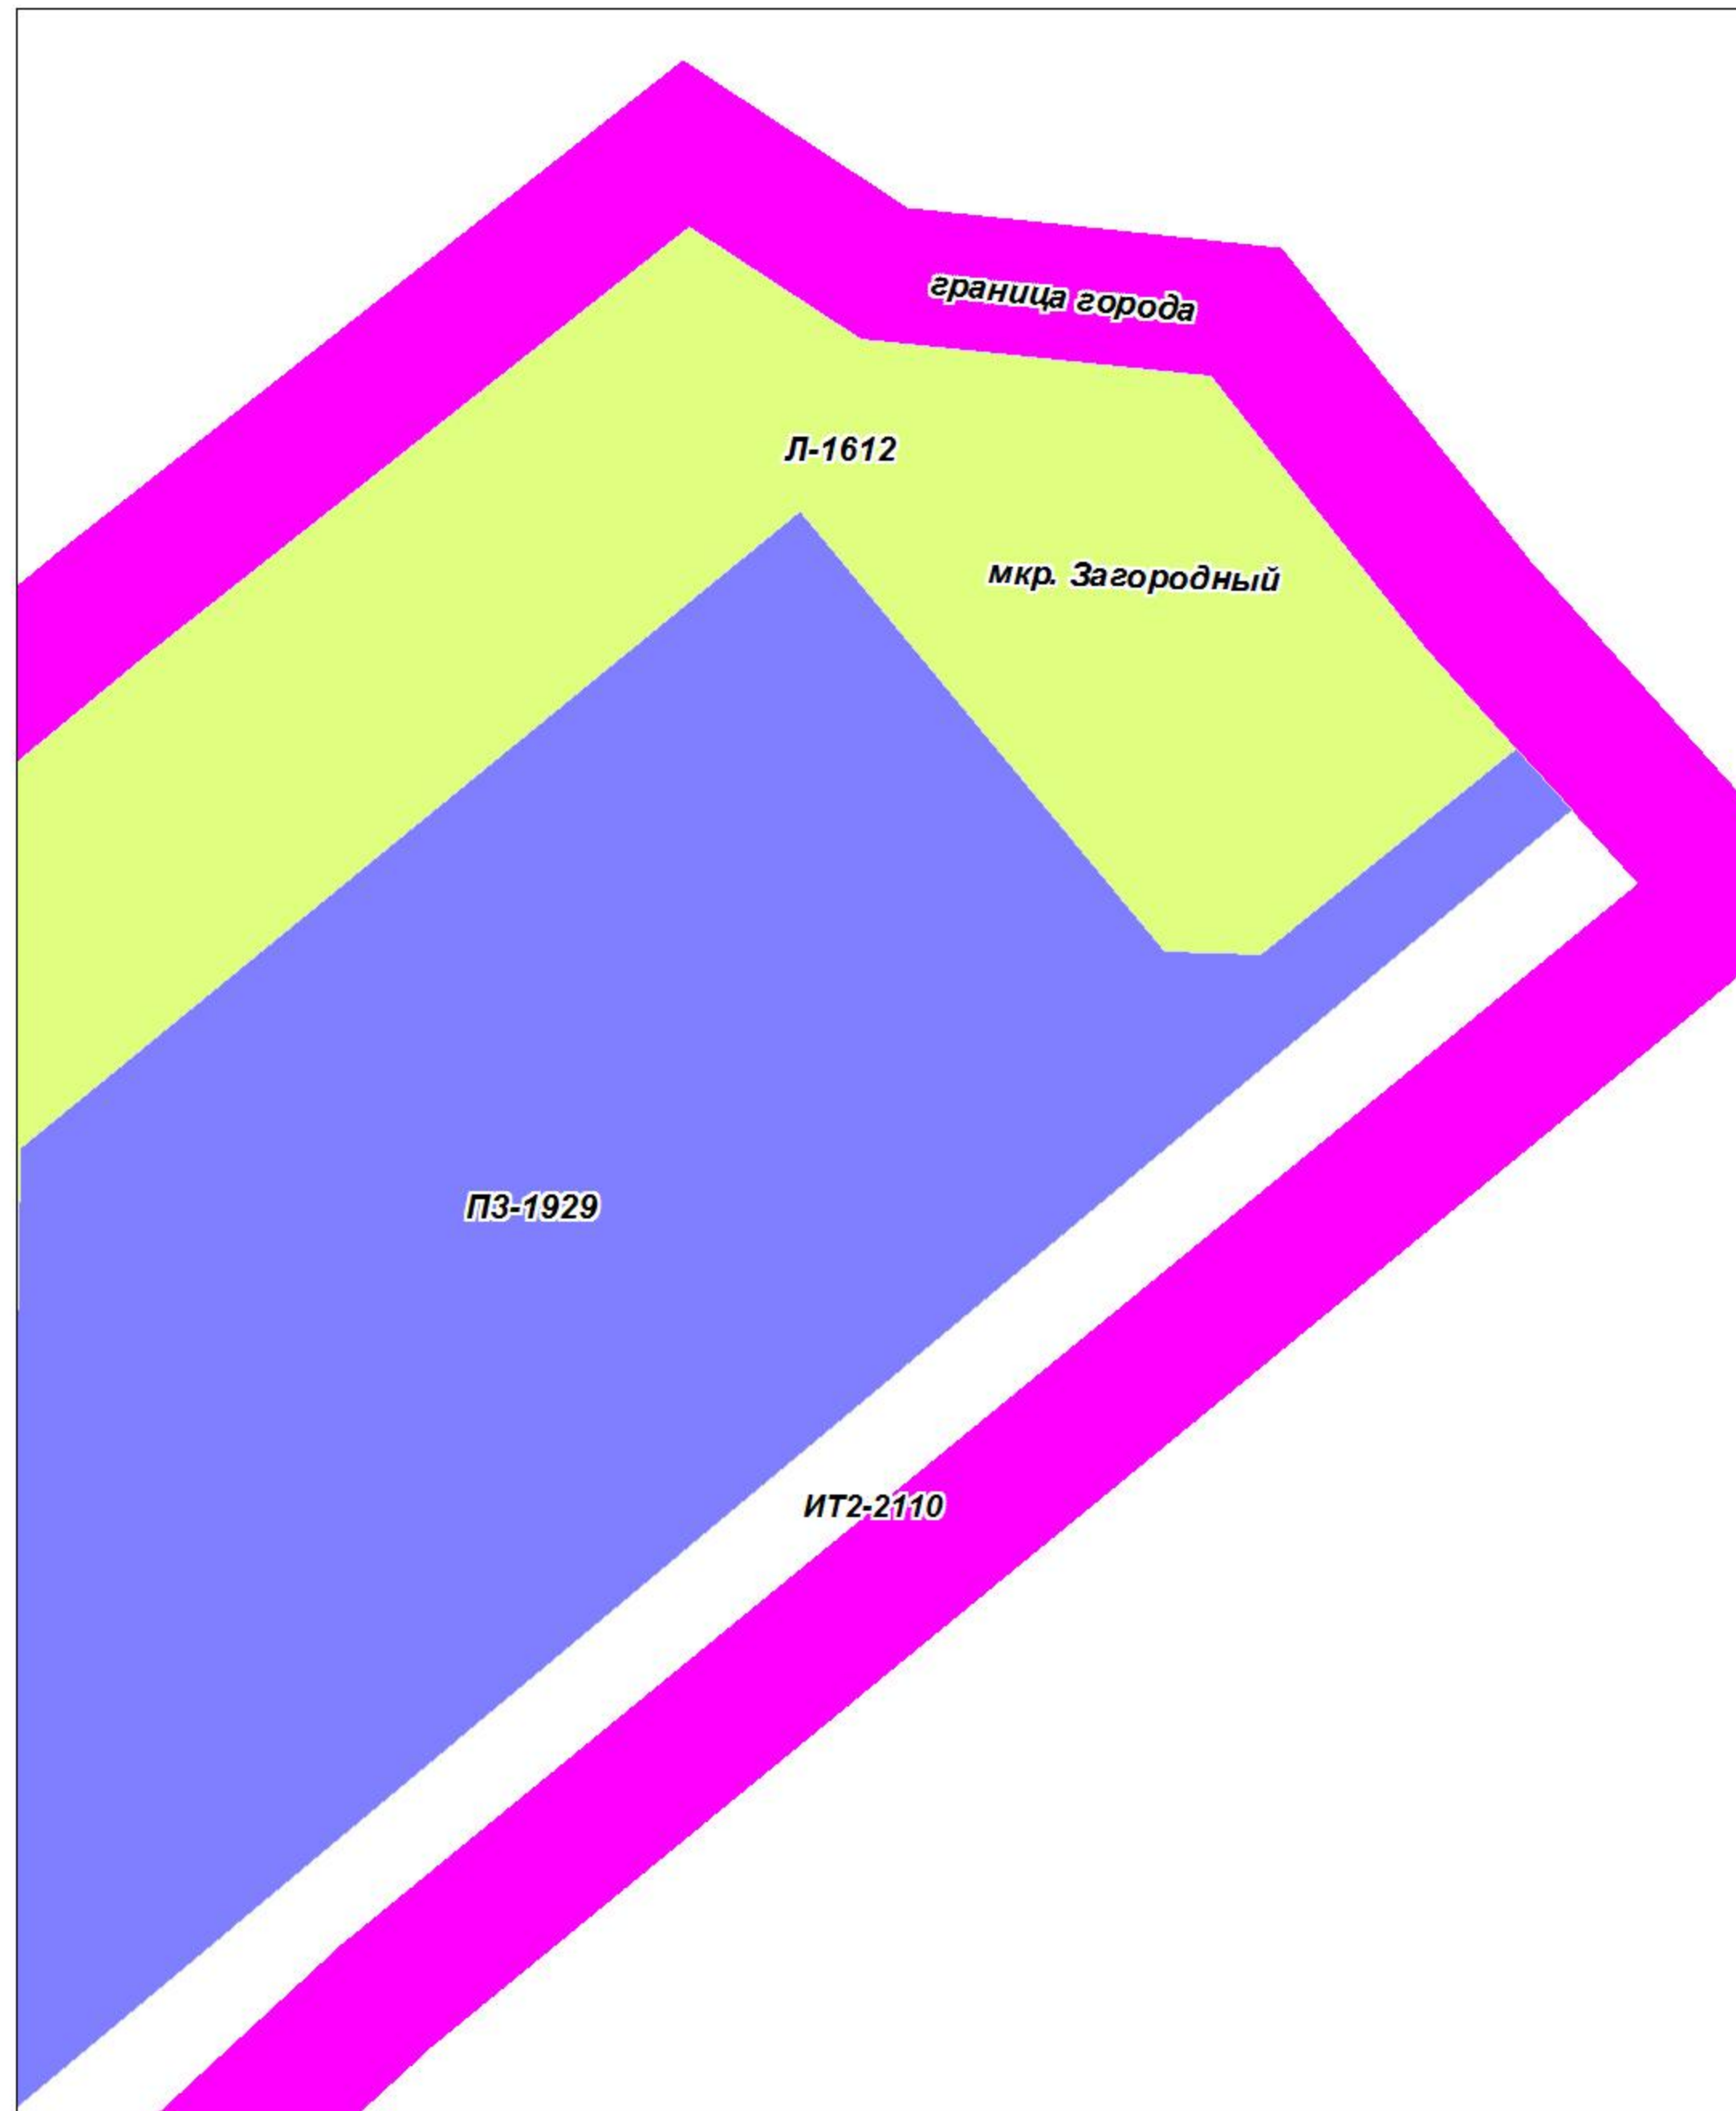 граница города
Л-1612
мкр. Загородный
П3-1929
ИТ2-2110